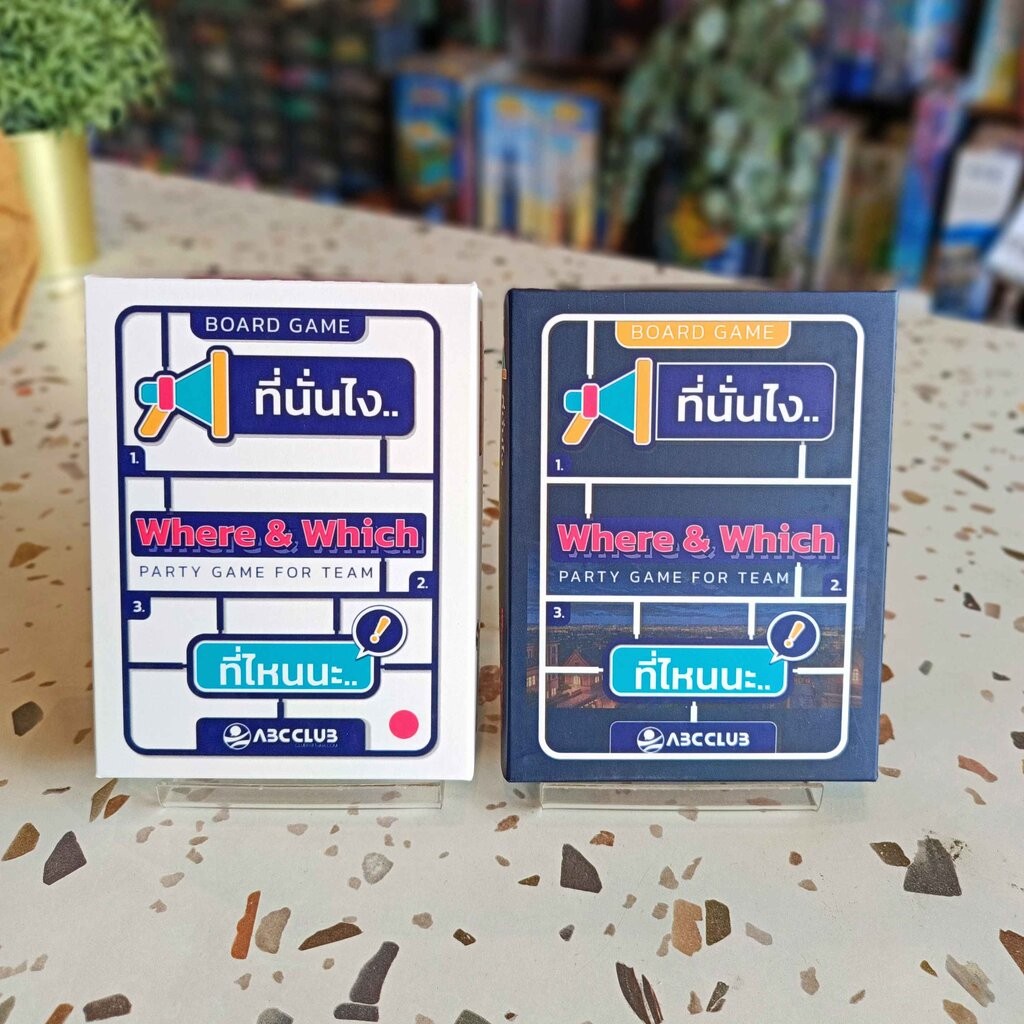 BOARD GAME
ที่นั่นไง..
1.
Where & Which
PARTY GAME FOR TEAM
2.
3.
!
ที่ไหนนะ..
ABCCLUB
BOARD GAME
ที่นั่นไง..
1.
Where & Which
PARTY GAME FOR TEAM
2.
3.
!
ที่ไหนนะ..
ABCCLUB